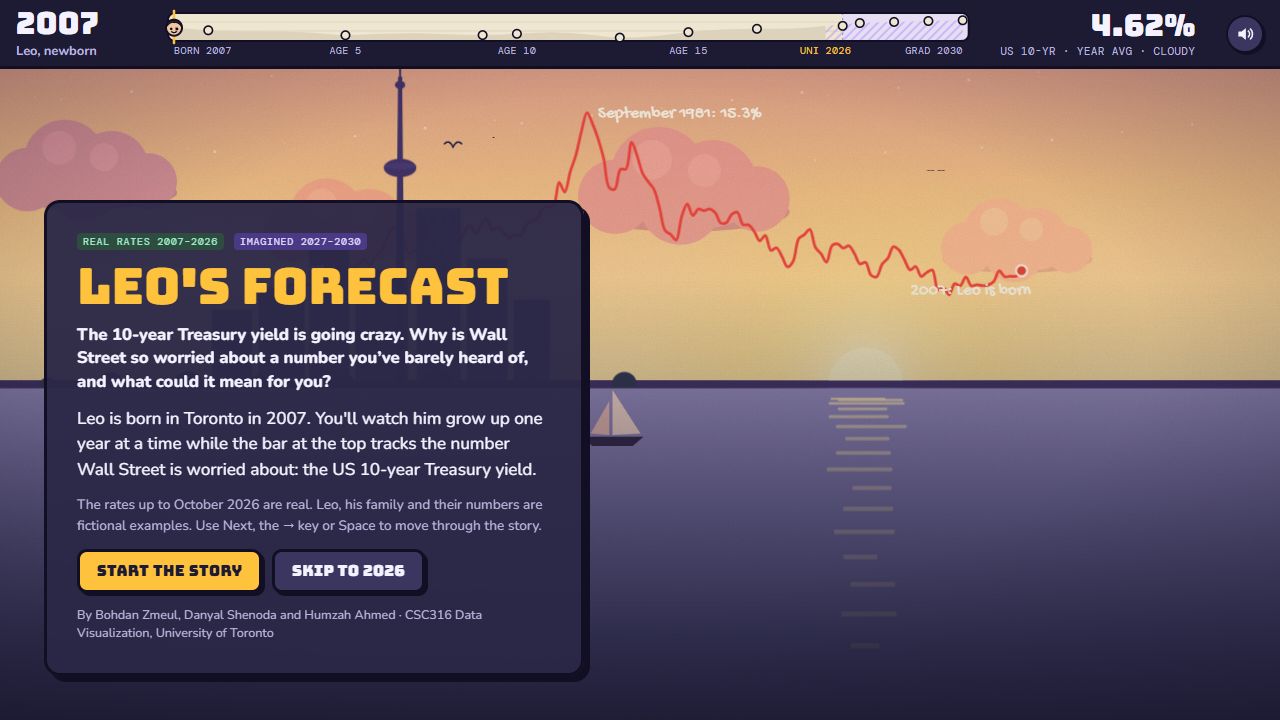 2007
Leo, newborn
BORN 2007
AGE 5
AGE 10
AGE 15
UNI 2026
GRAD 2030
4.62%
US 10-YR · YEAR AVG · CLOUDY
September 1981: 15.3%
2007: Leo is born
REAL RATES 2007–2026
IMAGINED 2027–2030
LEO'S FORECAST
The 10-year Treasury yield is going crazy. Why is Wall
Street so worried about a number you’ve barely heard of,
and what could it mean for you?
Leo is born in Toronto in 2007. You'll watch him grow up one
year at a time while the bar at the top tracks the number
Wall Street is worried about: the US 10-year Treasury yield.
The rates up to October 2026 are real. Leo, his family and their numbers are
fictional examples. Use Next, the → key or Space to move through the story.
START THE STORY
SKIP TO 2026
By Bohdan Zmeul, Danyal Shenoda and Humzah Ahmed · CSC316 Data
Visualization, University of Toronto